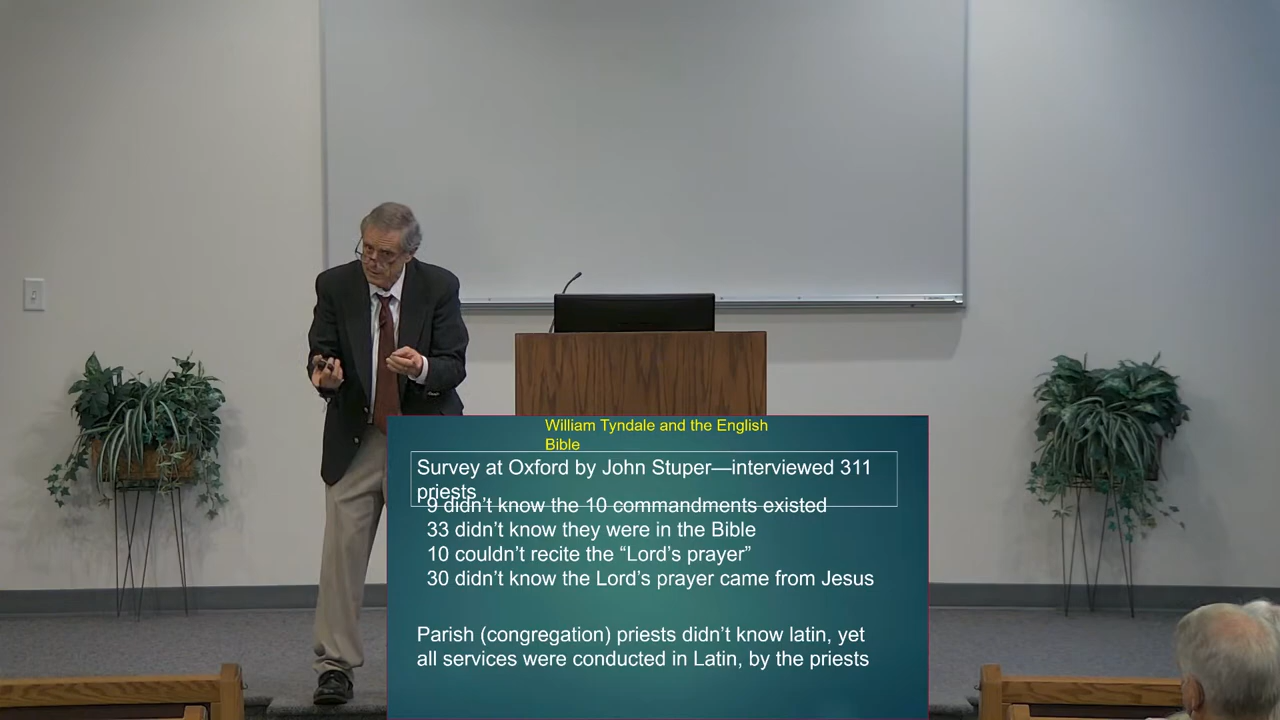 William Tyndale and the English
Bible
Survey at Oxford by John Stuper—interviewed 311
priests
9 didn’t know the 10 commandments existed
33 didn’t know they were in the Bible
10 couldn’t recite the “Lord’s prayer”
30 didn’t know the Lord’s prayer came from Jesus
Parish (congregation) priests didn’t know latin, yet
all services were conducted in Latin, by the priests